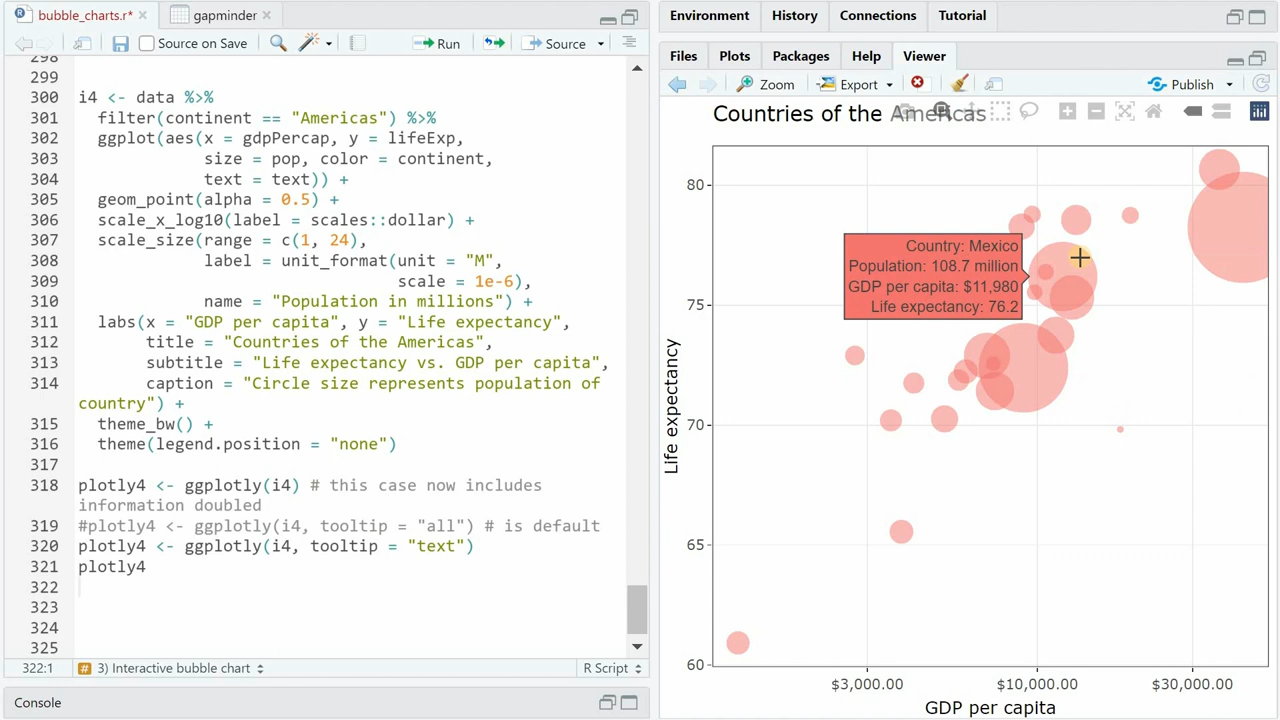 bubble_charts.r*
gapminder
Source on Save
Run
Source
298
299
300 i4 <- data %>%
301 filter(continent == "Americas") %>%
302 ggplot(aes(x = gdpPercap, y = lifeExp,
303 size = pop, color = continent,
304 text = text)) +
305 geom_point(alpha = 0.5) +
306 scale_x_log10(label = scales::dollar) +
307 scale_size(range = c(1, 24),
308 label = unit_format(unit = "M",
309 scale = 1e-6),
310 name = "Population in millions") +
311 labs(x = "GDP per capita", y = "Life expectancy",
312 title = "Countries of the Americas",
313 subtitle = "Life expectancy vs. GDP per capita",
314 caption = "Circle size represents population of
country") +
315 theme_bw() +
316 theme(legend.position = "none")
317
318 plotly4 <- ggplotly(i4) # this case now includes
information doubled
319 #plotly4 <- ggplotly(i4, tooltip = "all") # is default
320 plotly4 <- ggplotly(i4, tooltip = "text")
321 plotly4
322
323
324
325
322:1
# 3) Interactive bubble chart
R Script
Console
Environment
History
Connections
Tutorial
Files
Plots
Packages
Help
Viewer
Zoom
Export
Publish
Countries of the Americas
80
75
70
65
60
Life expectancy
Country: Mexico
Population: 108.7 million
GDP per capita: $11,980
Life expectancy: 76.2
$3,000.00
$10,000.00
$30,000.00
GDP per capita